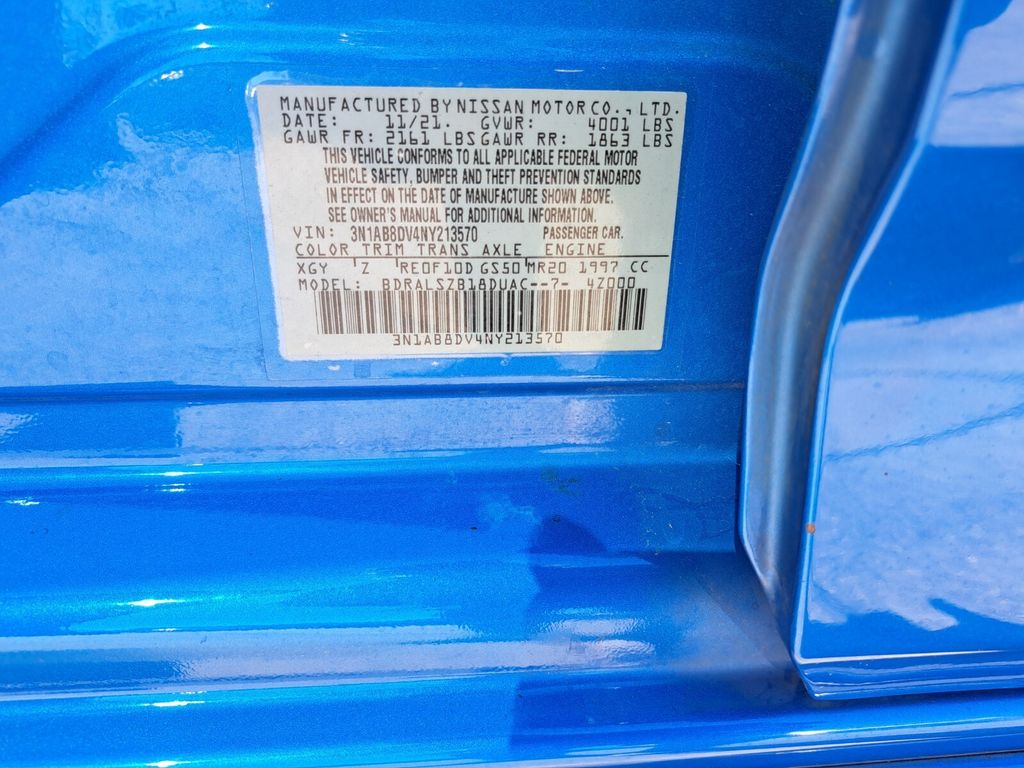 MANUFACTURED BY NISSAN MOTOR CO., LTD.
DATE: 11/21. GVWR: 4001 LBS
GAWR FR: 2161 LBS GAWR RR: 1863 LBS
THIS VEHICLE CONFORMS TO ALL APPLICABLE FEDERAL MOTOR
VEHICLE SAFETY, BUMPER AND THEFT PREVENTION STANDARDS
IN EFFECT ON THE DATE OF MANUFACTURE SHOWN ABOVE.
SEE OWNER'S MANUAL FOR ADDITIONAL INFORMATION.
VIN: 3N1AB8DV4NY213570 PASSENGER CAR.
COLOR TRIM TRANS AXLE ENGINE
XGY Z RE0F10D GS50 MR20 1997 CC
MODEL: BDRALSZB18DUAC--7- 4Z000
3N1AB8DV4NY213570